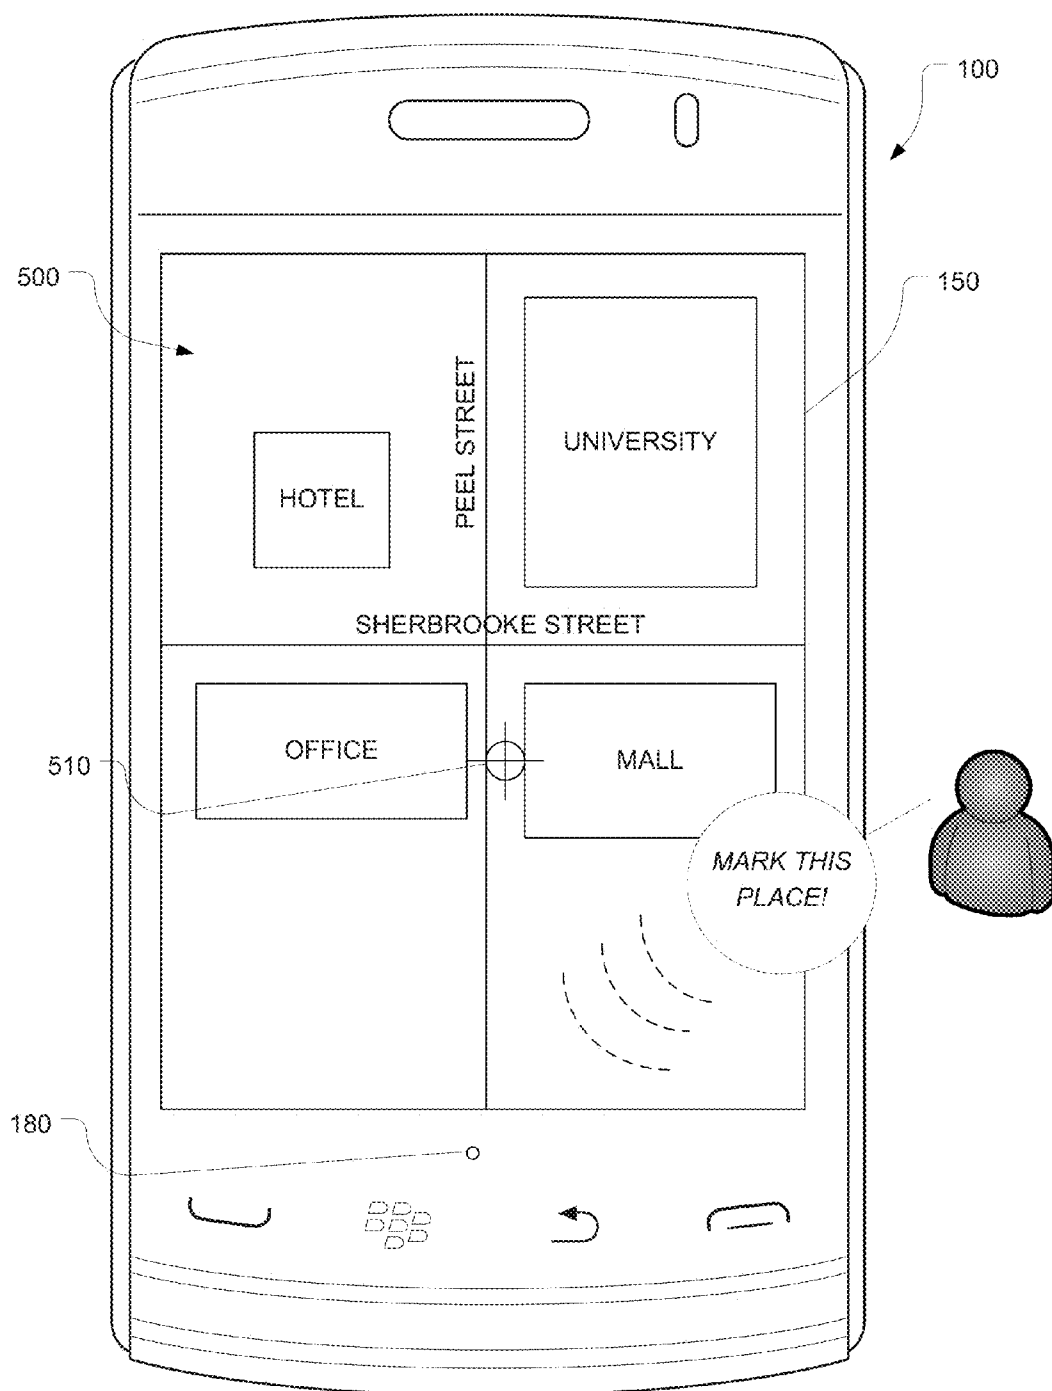 100
500
150
PEEL STREET
UNIVERSITY
HOTEL
SHERBROOKE STREET
OFFICE
MALL
510
MARK THIS
PLACE!
180